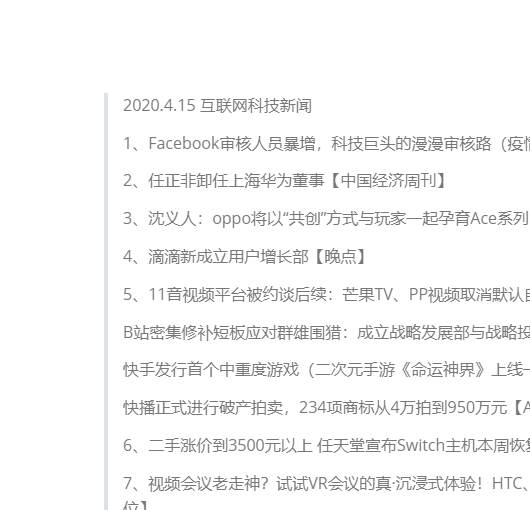 2020.4.15 互联网科技新闻
1、Facebook审核人员暴增，科技巨头的漫漫审核路（疫情
2、任正非卸任上海华为董事【中国经济周刊】
3、沈义人：oppo将以“共创”方式与玩家一起孕育Ace系列
4、滴滴新成立用户增长部【晚点】
5、11音视频平台被约谈后续：芒果TV、PP视频取消默认自
B站密集修补短板应对群雄围猎：成立战略发展部与战略投
快手发行首个中重度游戏（二次元手游《命运神界》上线一
快播正式进行破产拍卖，234项商标从4万拍到950万元【A
6、二手涨价到3500元以上 任天堂宣布Switch主机本周恢复
7、视频会议老走神？试试VR会议的真·沉浸式体验！HTC、
位】